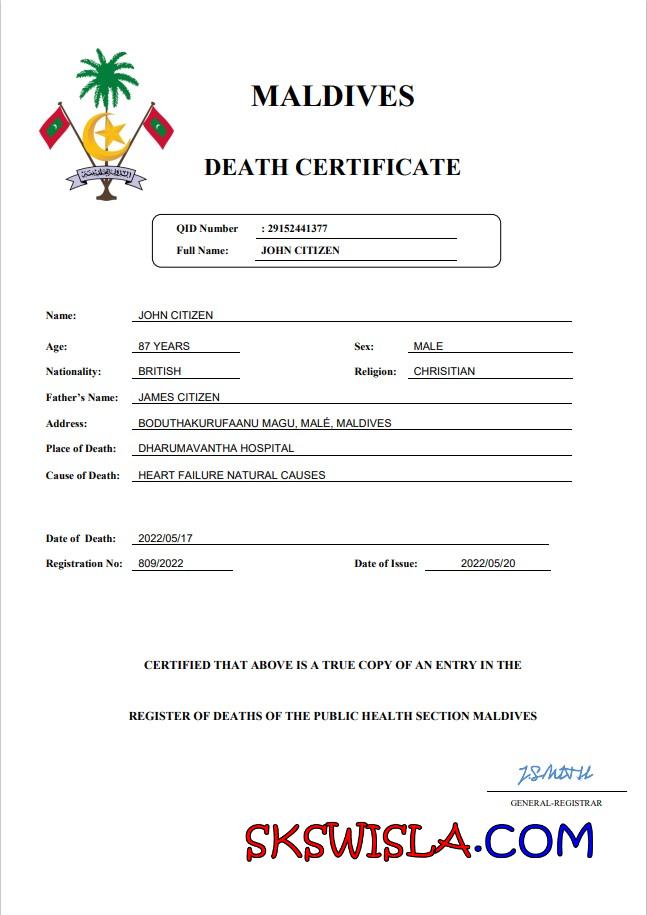 MALDIVES
DEATH CERTIFICATE
QID Number : 29152441377
Full Name: JOHN CITIZEN
Name: JOHN CITIZEN
Age: 87 YEARS Sex: MALE
Nationality: BRITISH Religion: CHRISITIAN
Father's Name: JAMES CITIZEN
Address: BODUTHAKURUFAANU MAGU, MALÉ, MALDIVES
Place of Death: DHARUMAVANTHA HOSPITAL
Cause of Death: HEART FAILURE NATURAL CAUSES
Date of Death: 2022/05/17
Registration No: 809/2022 Date of Issue: 2022/05/20
CERTIFIED THAT ABOVE IS A TRUE COPY OF AN ENTRY IN THE
REGISTER OF DEATHS OF THE PUBLIC HEALTH SECTION MALDIVES
GENERAL-REGISTRAR
SKSWISLA.COM